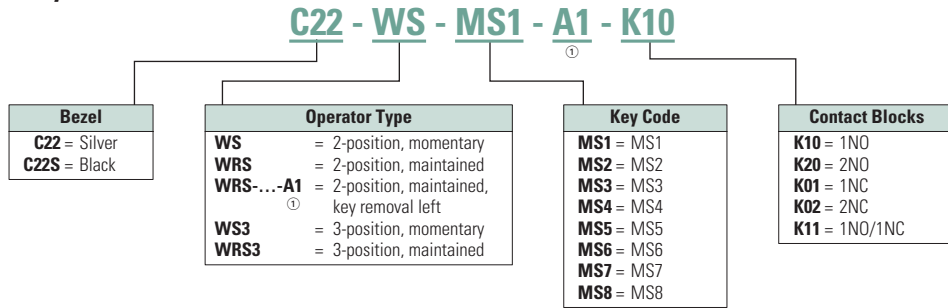 C22 - WS - MS1 - A1 - K10
①
Bezel
C22 = Silver
C22S = Black
Operator Type
WS = 2-position, momentary
WRS = 2-position, maintained
WRS-...-A1 = 2-position, maintained,
① key removal left
WS3 = 3-position, momentary
WRS3 = 3-position, maintained
Key Code
MS1 = MS1
MS2 = MS2
MS3 = MS3
MS4 = MS4
MS5 = MS5
MS6 = MS6
MS7 = MS7
MS8 = MS8
Contact Blocks
K10 = 1NO
K20 = 2NO
K01 = 1NC
K02 = 2NC
K11 = 1NO/1NC